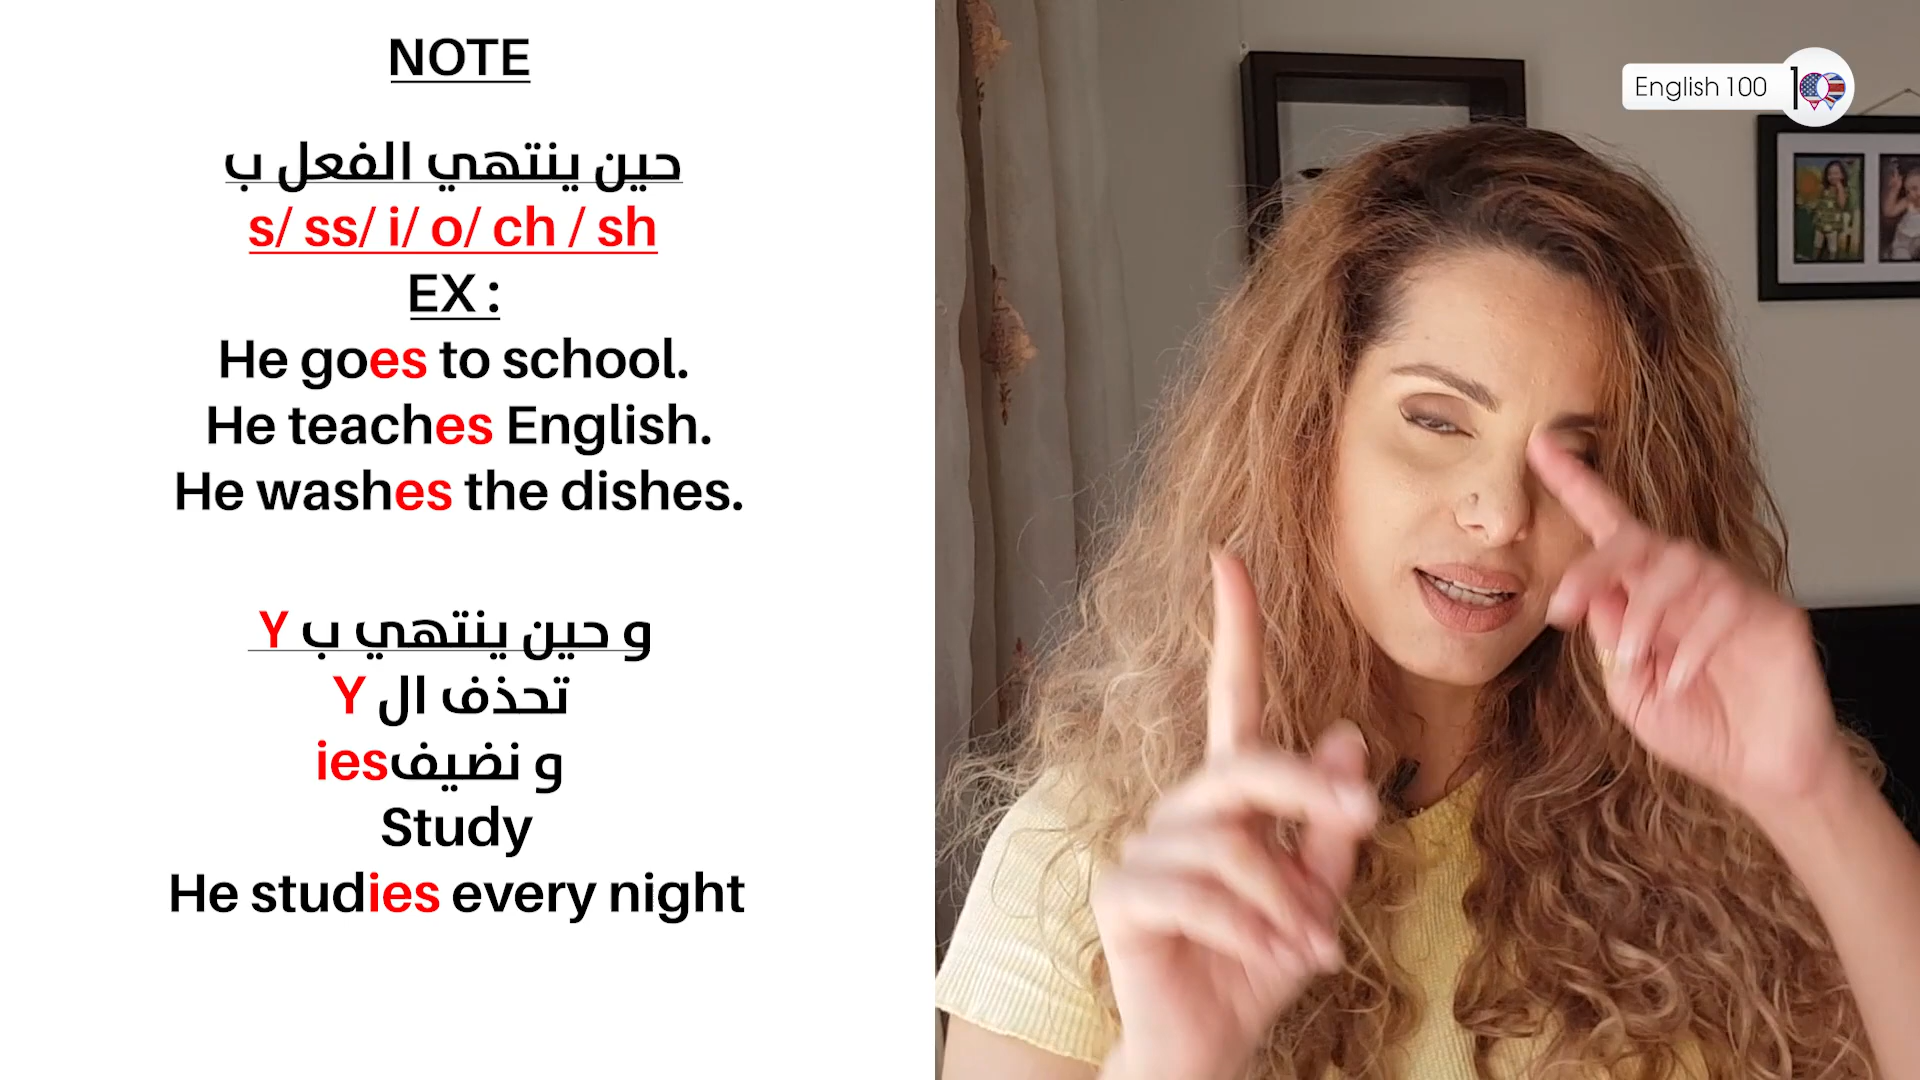 NOTE
حين ينتهي الفعل ب
s/ ss/ i/ o/ ch / sh
EX :
He goes to school.
He teaches English.
He washes the dishes.
و حين ينتهي ب Y
تحذف ال Y
و نضيفies
Study
He studies every night
English 100